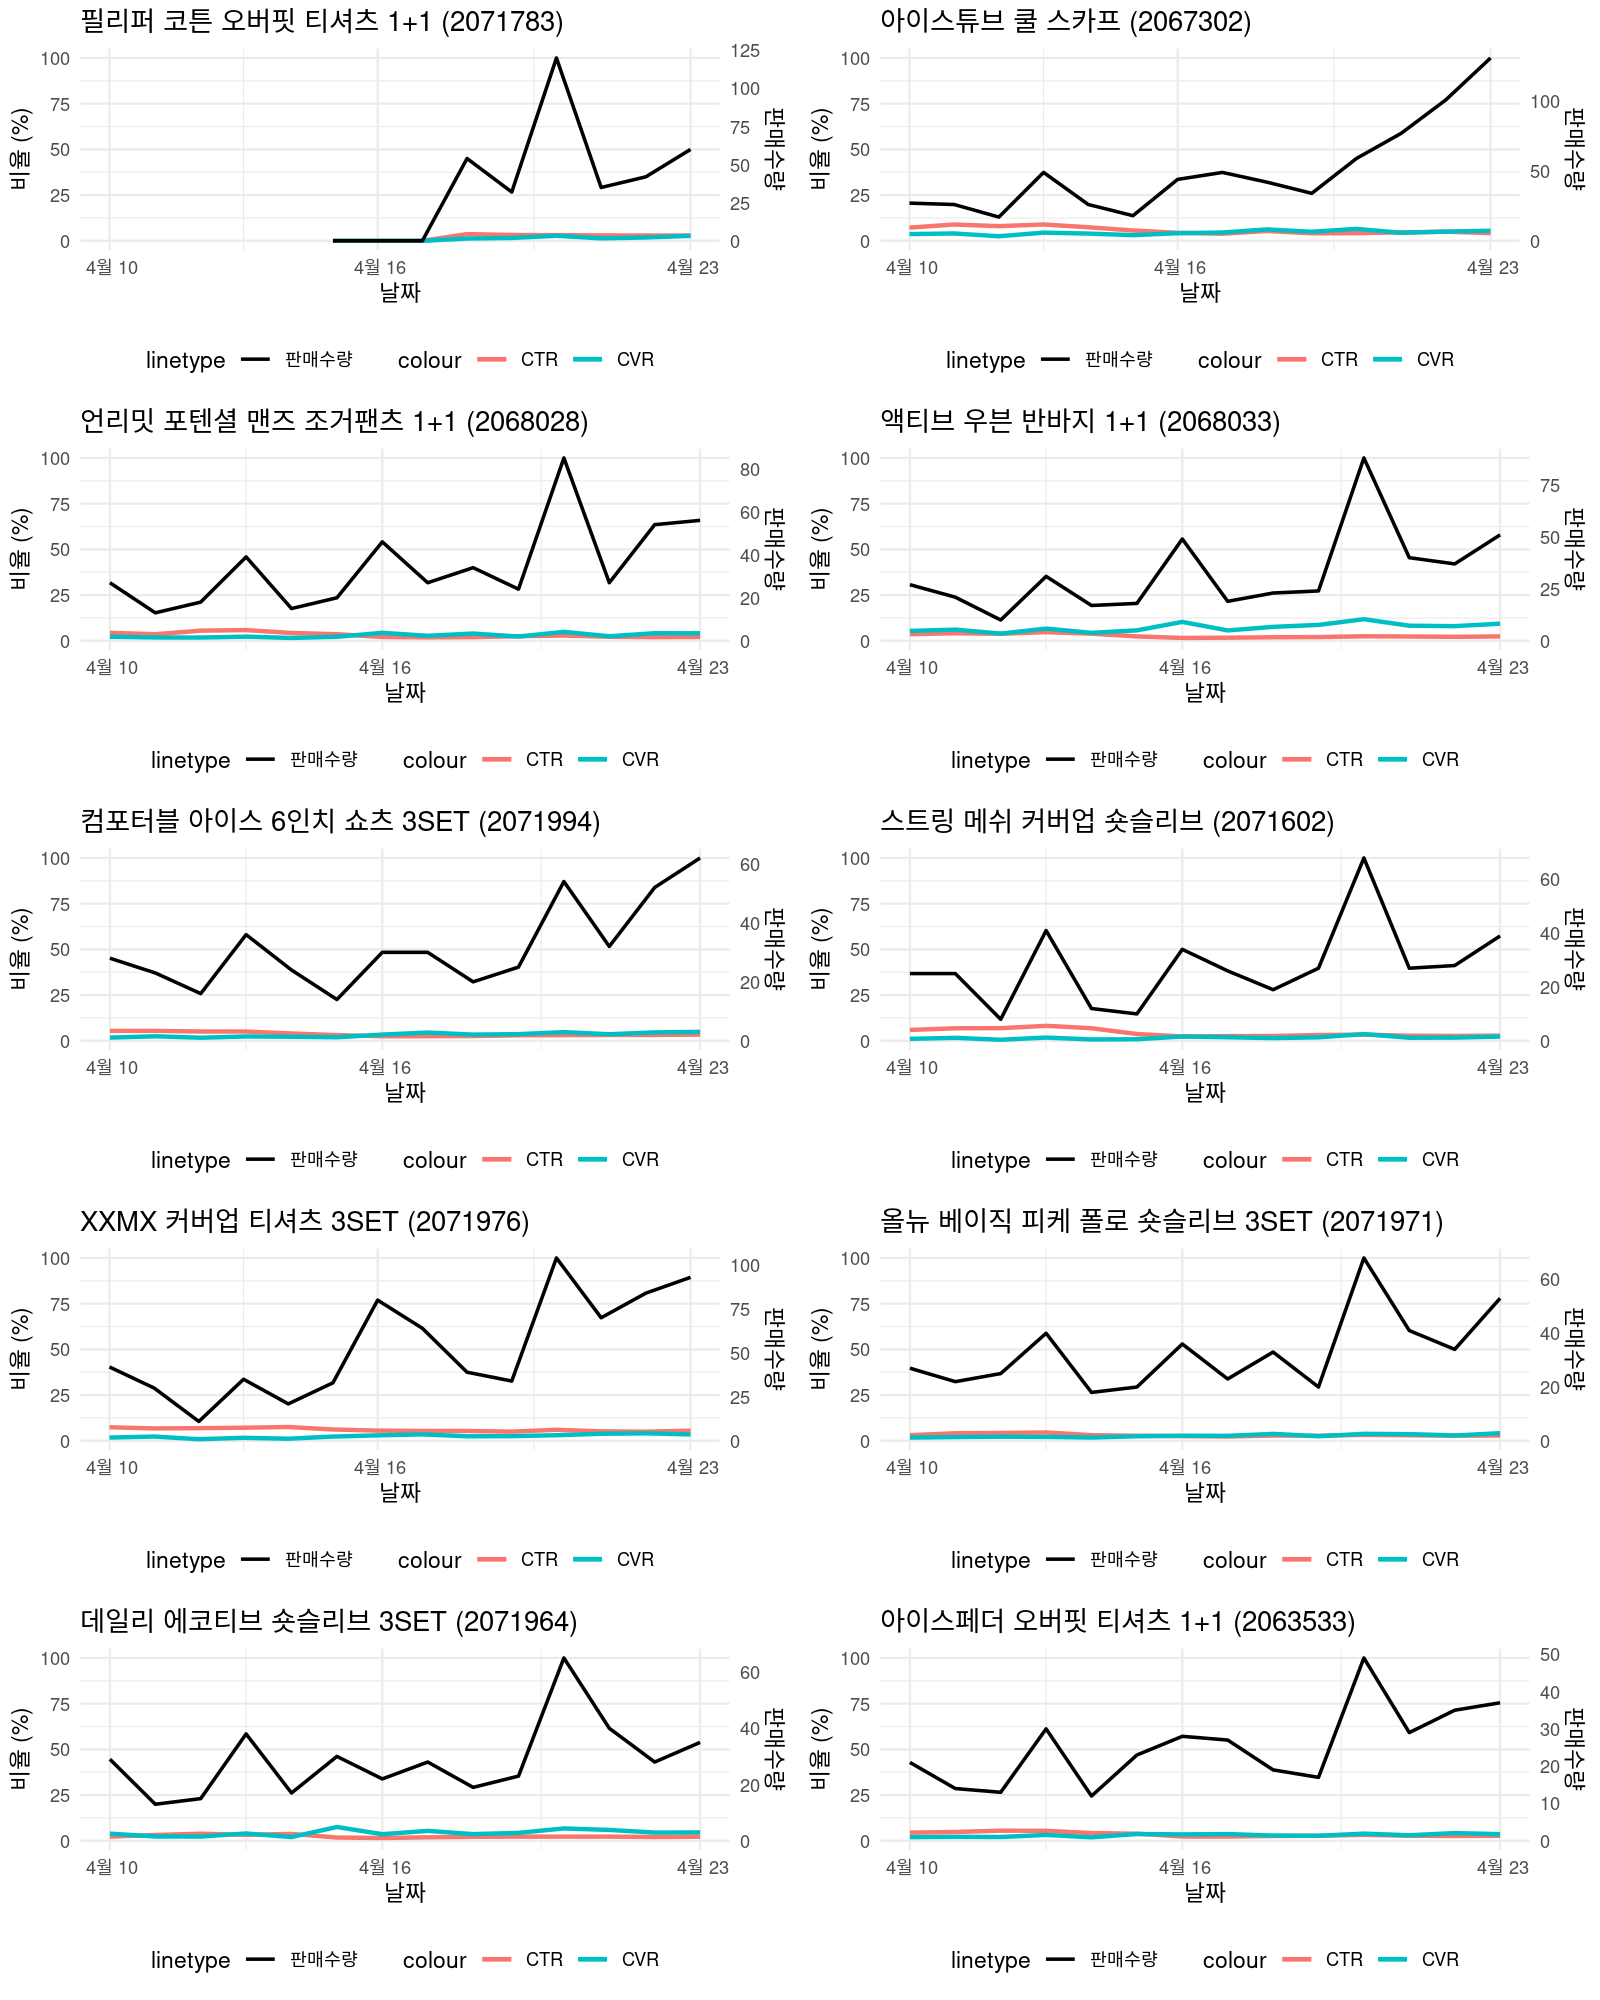 필리퍼 코튼 오버핏 티셔츠 1+1 (2071783)
비율 (%)
100
75
50
25
0
125
100
75
50
25
0
판매수량
4월 10
4월 16
4월 23
날짜
linetype 판매수량 colour CTR CVR
아이스튜브 쿨 스카프 (2067302)
비율 (%)
100
75
50
25
0
100
50
0
판매수량
4월 10
4월 16
4월 23
날짜
linetype 판매수량 colour CTR CVR
언리밋 포텐셜 맨즈 조거팬츠 1+1 (2068028)
비율 (%)
100
75
50
25
0
80
60
40
20
0
판매수량
4월 10
4월 16
4월 23
날짜
linetype 판매수량 colour CTR CVR
액티브 우븐 반바지 1+1 (2068033)
비율 (%)
100
75
50
25
0
75
50
25
0
판매수량
4월 10
4월 16
4월 23
날짜
linetype 판매수량 colour CTR CVR
컴포터블 아이스 6인치 쇼츠 3SET (2071994)
비율 (%)
100
75
50
25
0
60
40
20
0
판매수량
4월 10
4월 16
4월 23
날짜
linetype 판매수량 colour CTR CVR
스트링 메쉬 커버업 숏슬리브 (2071602)
비율 (%)
100
75
50
25
0
60
40
20
0
판매수량
4월 10
4월 16
4월 23
날짜
linetype 판매수량 colour CTR CVR
XXMX 커버업 티셔츠 3SET (2071976)
비율 (%)
100
75
50
25
0
100
75
50
25
0
판매수량
4월 10
4월 16
4월 23
날짜
linetype 판매수량 colour CTR CVR
올뉴 베이직 피케 폴로 숏슬리브 3SET (2071971)
비율 (%)
100
75
50
25
0
60
40
20
0
판매수량
4월 10
4월 16
4월 23
날짜
linetype 판매수량 colour CTR CVR
데일리 에코티브 숏슬리브 3SET (2071964)
비율 (%)
100
75
50
25
0
60
40
20
0
판매수량
4월 10
4월 16
4월 23
날짜
linetype 판매수량 colour CTR CVR
아이스페더 오버핏 티셔츠 1+1 (2063533)
비율 (%)
100
75
50
25
0
50
40
30
20
10
0
판매수량
4월 10
4월 16
4월 23
날짜
linetype 판매수량 colour CTR CVR